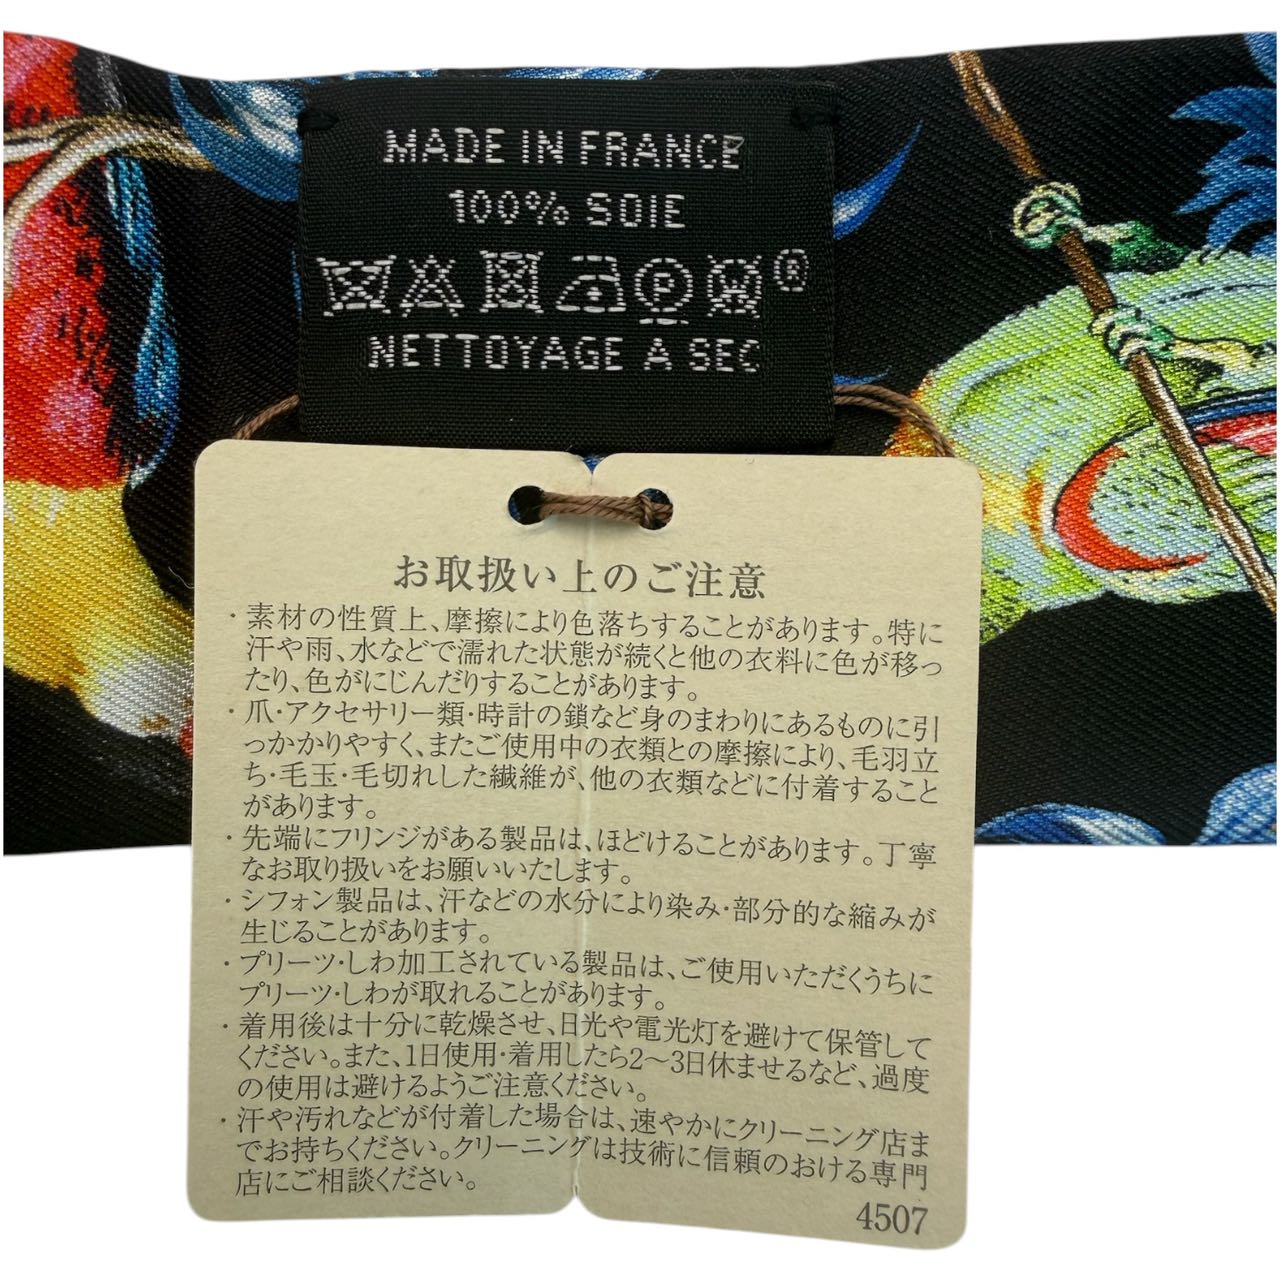 MADE IN FRANCE
100% SOIE
®
NETTOYAGE A SEC
お取扱い上のご注意
・素材の性質上、摩擦により色落ちすることがあります。特に
汗や雨、水などで濡れた状態が続くと他の衣料に色が移っ
たり、色がにじんだりすることがあります。
・爪・アクセサリー類・時計の鎖など身のまわりにあるものに引
っかかりやすく、またご使用中の衣類との摩擦により、毛羽立
ち・毛玉・毛切れした繊維が、他の衣類などに付着すること
があります。
・先端にフリンジがある製品は、ほどけることがあります。丁寧
なお取り扱いをお願いいたします。
・シフォン製品は、汗などの水分により染み・部分的な縮みが
生じることがあります。
・プリーツ・しわ加工されている製品は、ご使用いただくうちに
プリーツ・しわが取れることがあります。
・着用後は十分に乾燥させ、日光や電光灯を避けて保管して
ください。また、1日使用・着用したら2～3日休ませるなど、過度
の使用は避けるようご注意ください。
・汗や汚れなどが付着した場合は、速やかにクリーニング店ま
でお持ちください。クリーニングは技術に信頼のおける専門
店にご相談ください。
4507